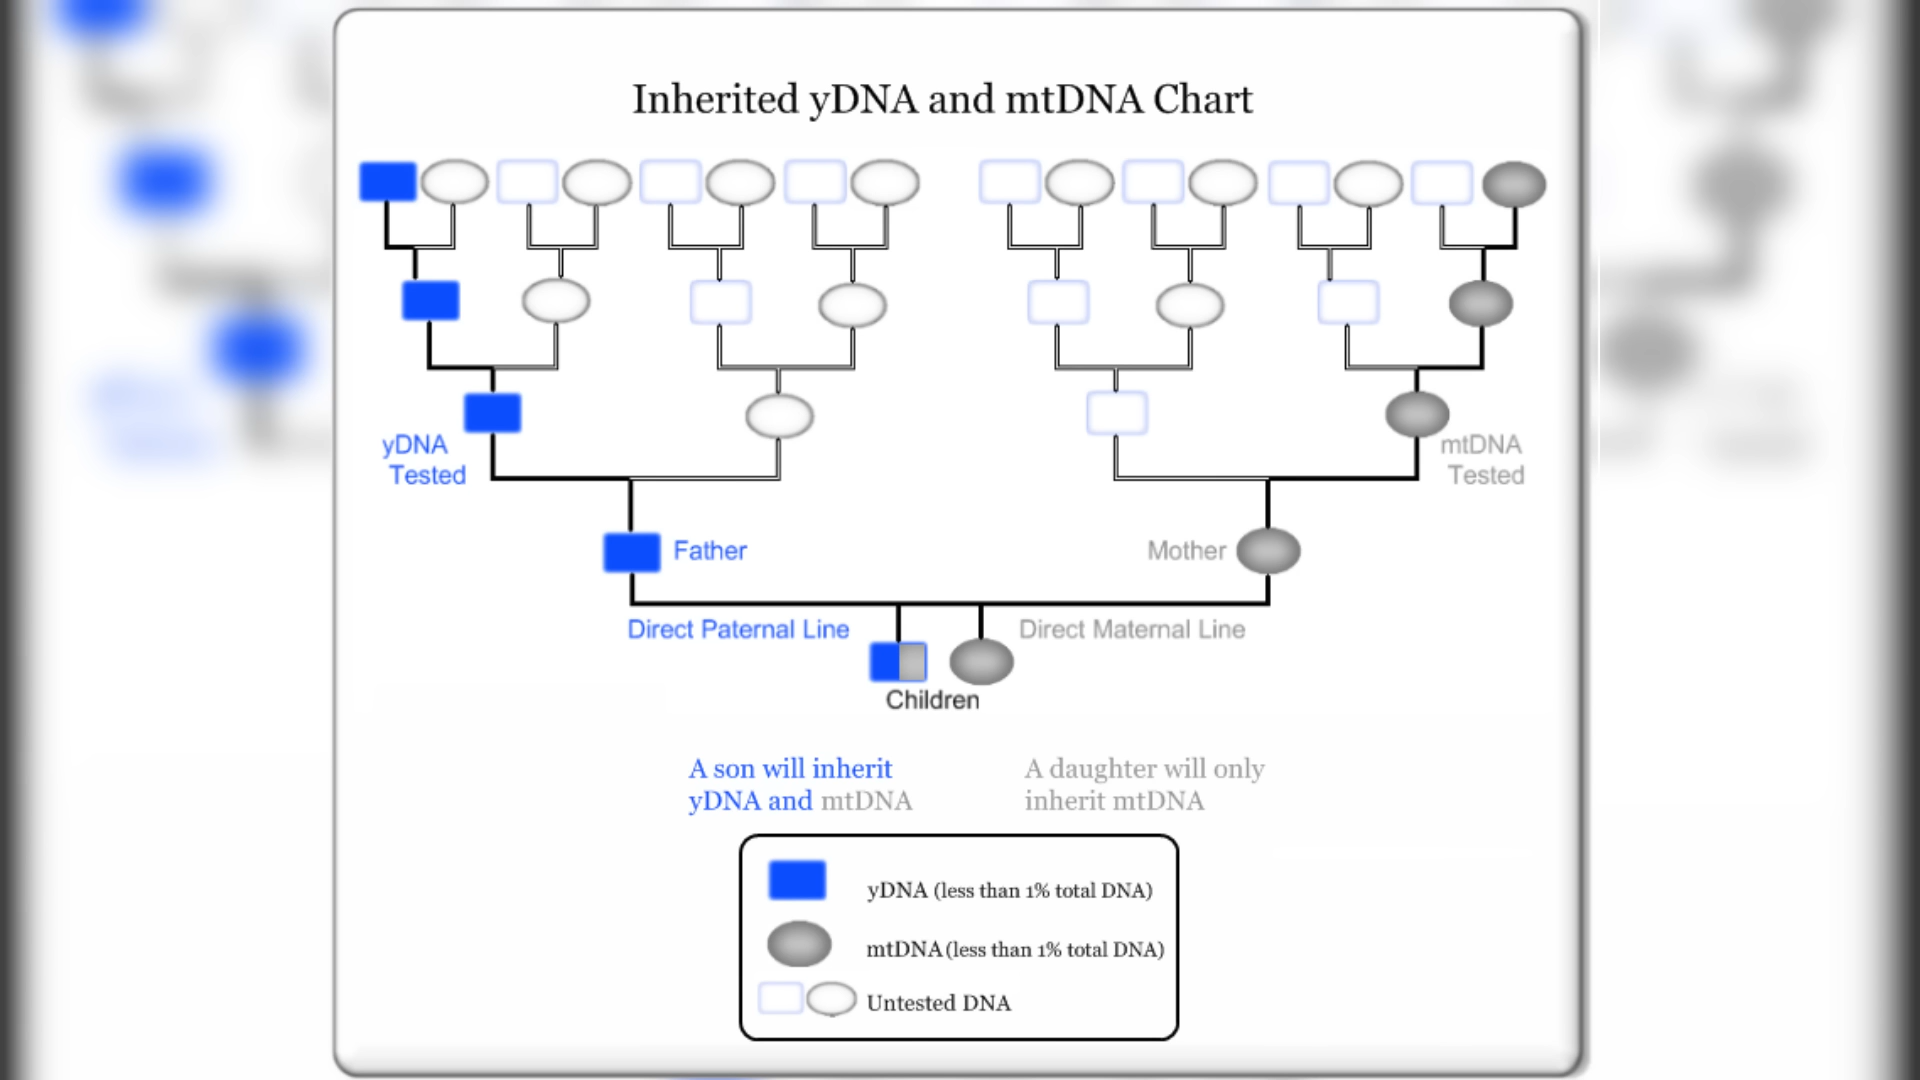 Inherited yDNA and mtDNA Chart
yDNA
Tested
mtDNA
Tested
Father
Mother
Direct Paternal Line
Direct Maternal Line
Children
A son will inherit
yDNA and mtDNA
A daughter will only
inherit mtDNA
yDNA (less than 1% total DNA)
mtDNA (less than 1% total DNA)
Untested DNA